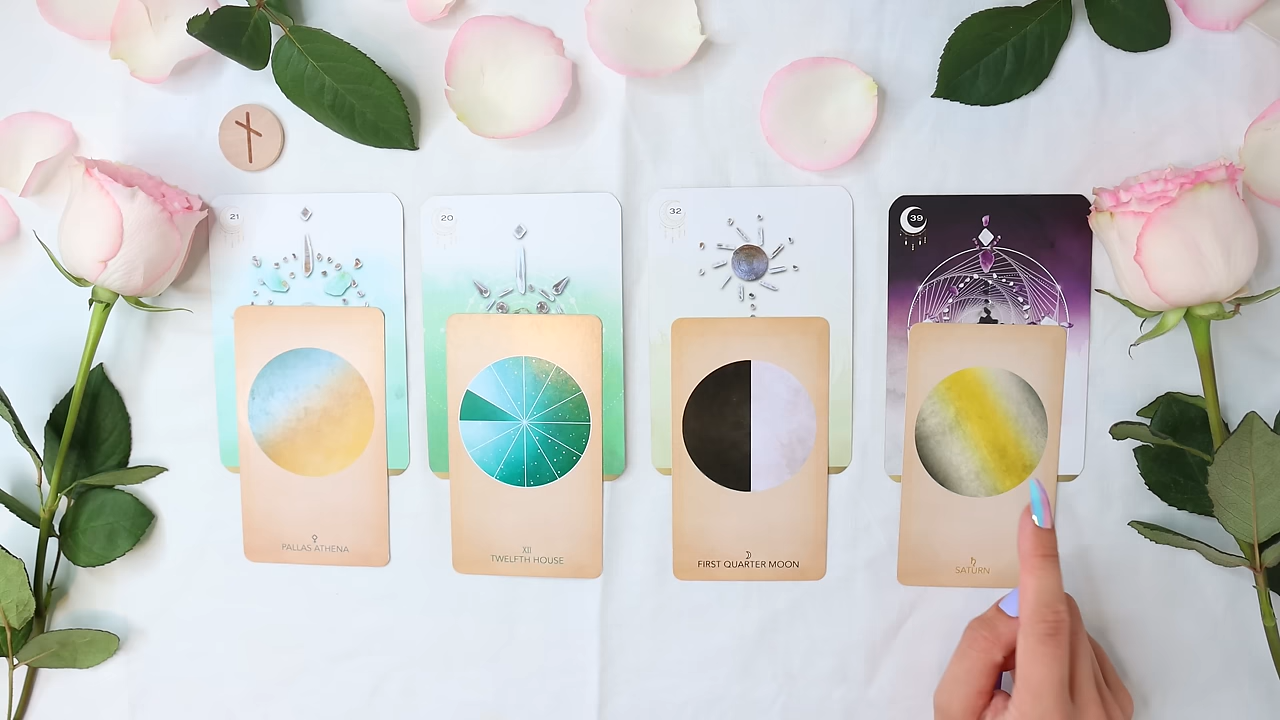 21
20
32
39
PALLAS ATHENA
XII
TWELFTH HOUSE
FIRST QUARTER MOON
SATURN